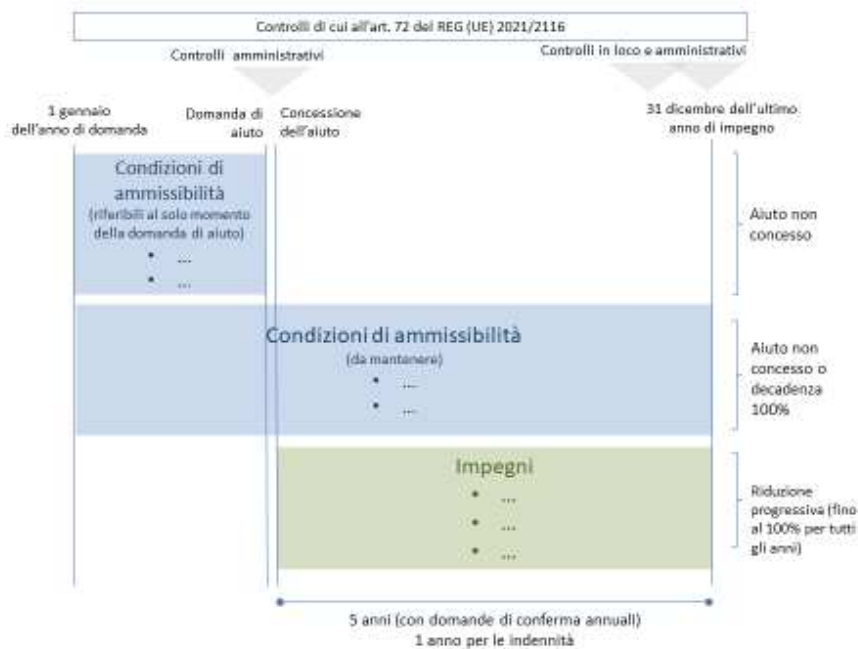 Controlli di cui all'art. 72 del REG (UE) 2021/2116
Controlli amministrativi
Controlli in loco e amministrativi
1 gennaio
dell'anno di domanda
Domanda di
aiuto
Concessione
dell'aiuto
31 dicembre dell'ultimo
anno di impegno
Condizioni di
ammissibilità
(riferibili al solo momento
della domanda di aiuto)
• ...
• ...
Aiuto non
concesso
Condizioni di ammissibilità
(da mantenere)
• ...
• ...
Aiuto non
concesso o
decadenza
100%
Impegni
• ...
• ...
• ...
Riduzione
progressiva (fino
al 100% per tutti
gli anni)
5 anni (con domande di conferma annuali)
1 anno per le indennità